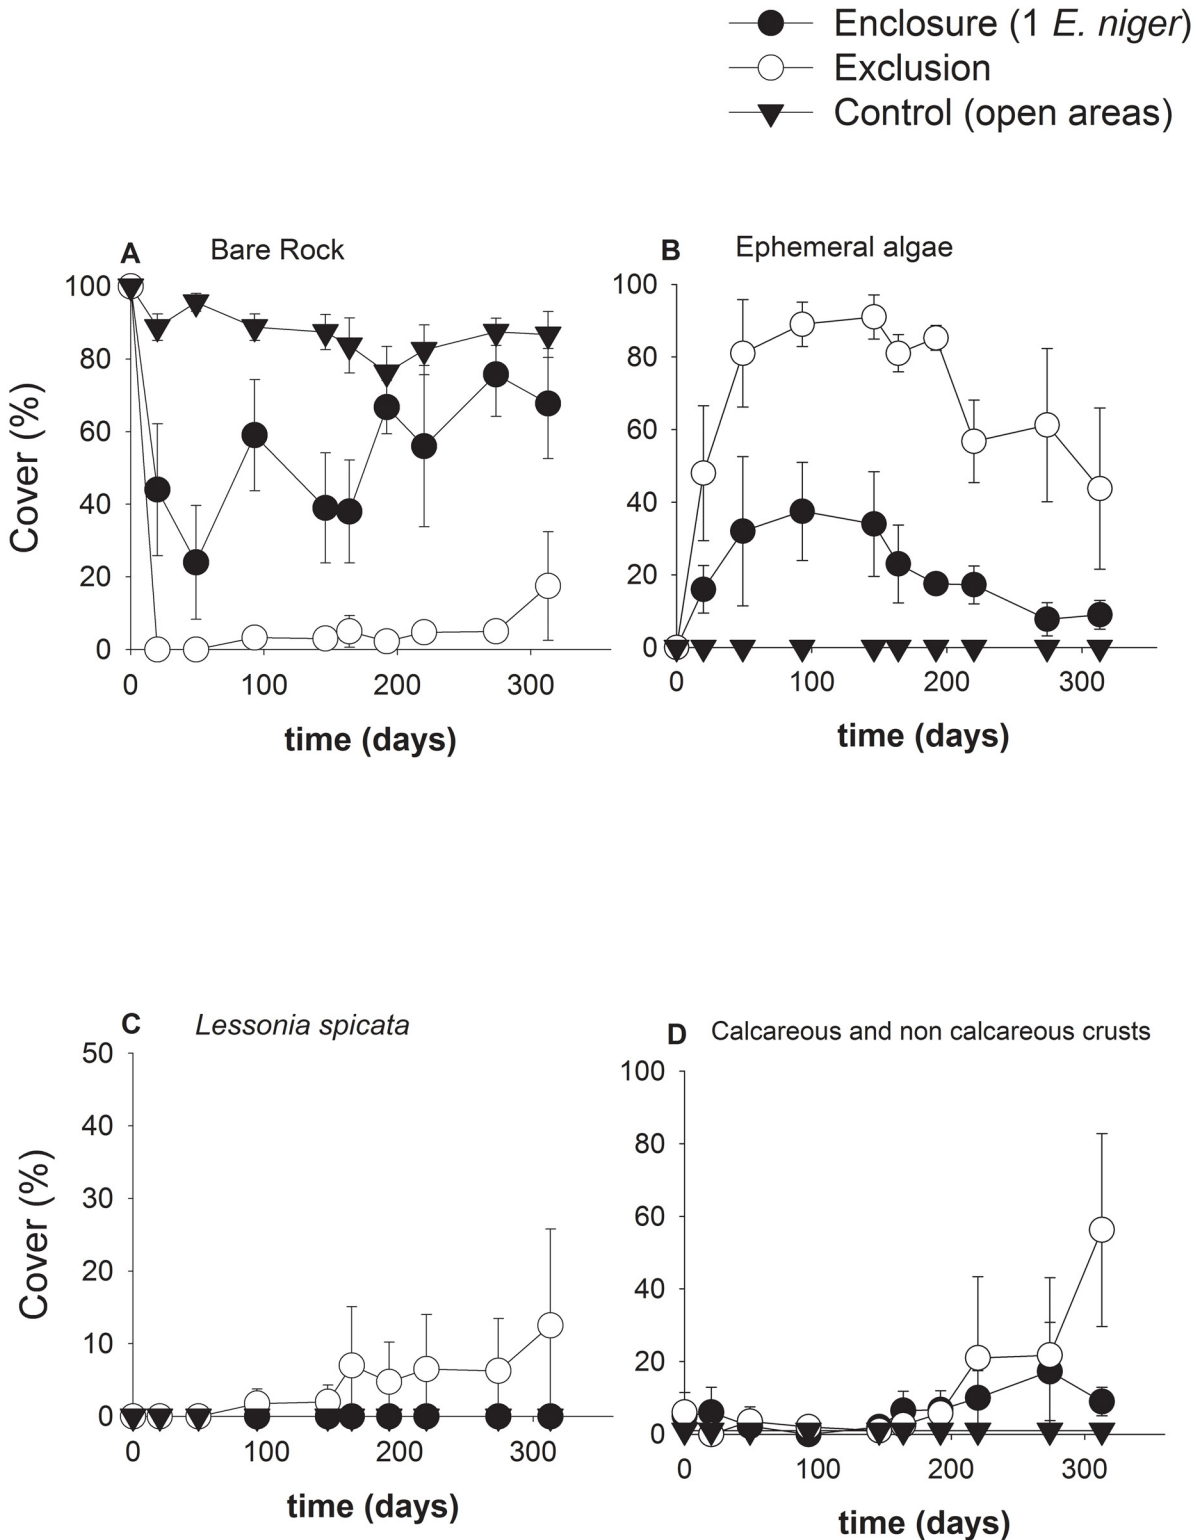 Enclosure (1 E. niger)
Exclusion
Control (open areas)
A Bare Rock
100
80
60
40
20
0
Cover (%)
0 100 200 300
time (days)
B Ephemeral algae
100
80
60
40
20
0
0 100 200 300
time (days)
C Lessonia spicata
50
40
30
20
10
0
Cover (%)
0 100 200 300
time (days)
D Calcareous and non calcareous crusts
100
80
60
40
20
0
0 100 200 300
time (days)